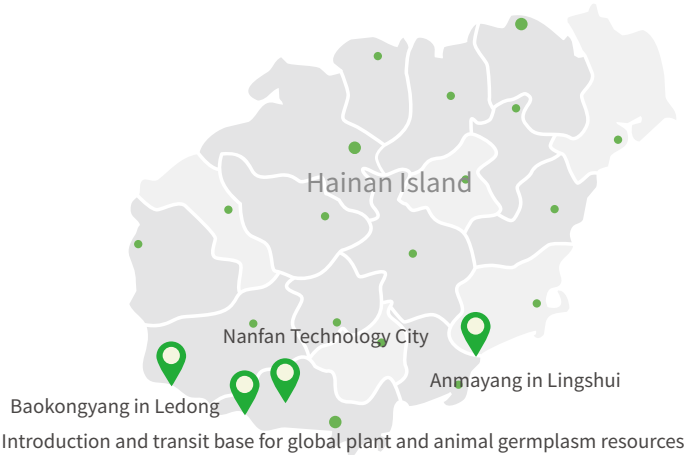 Hainan Island
Nanfan Technology City
Anmayang in Lingshui
Baokongyang in Ledong
Introduction and transit base for global plant and animal germplasm resources